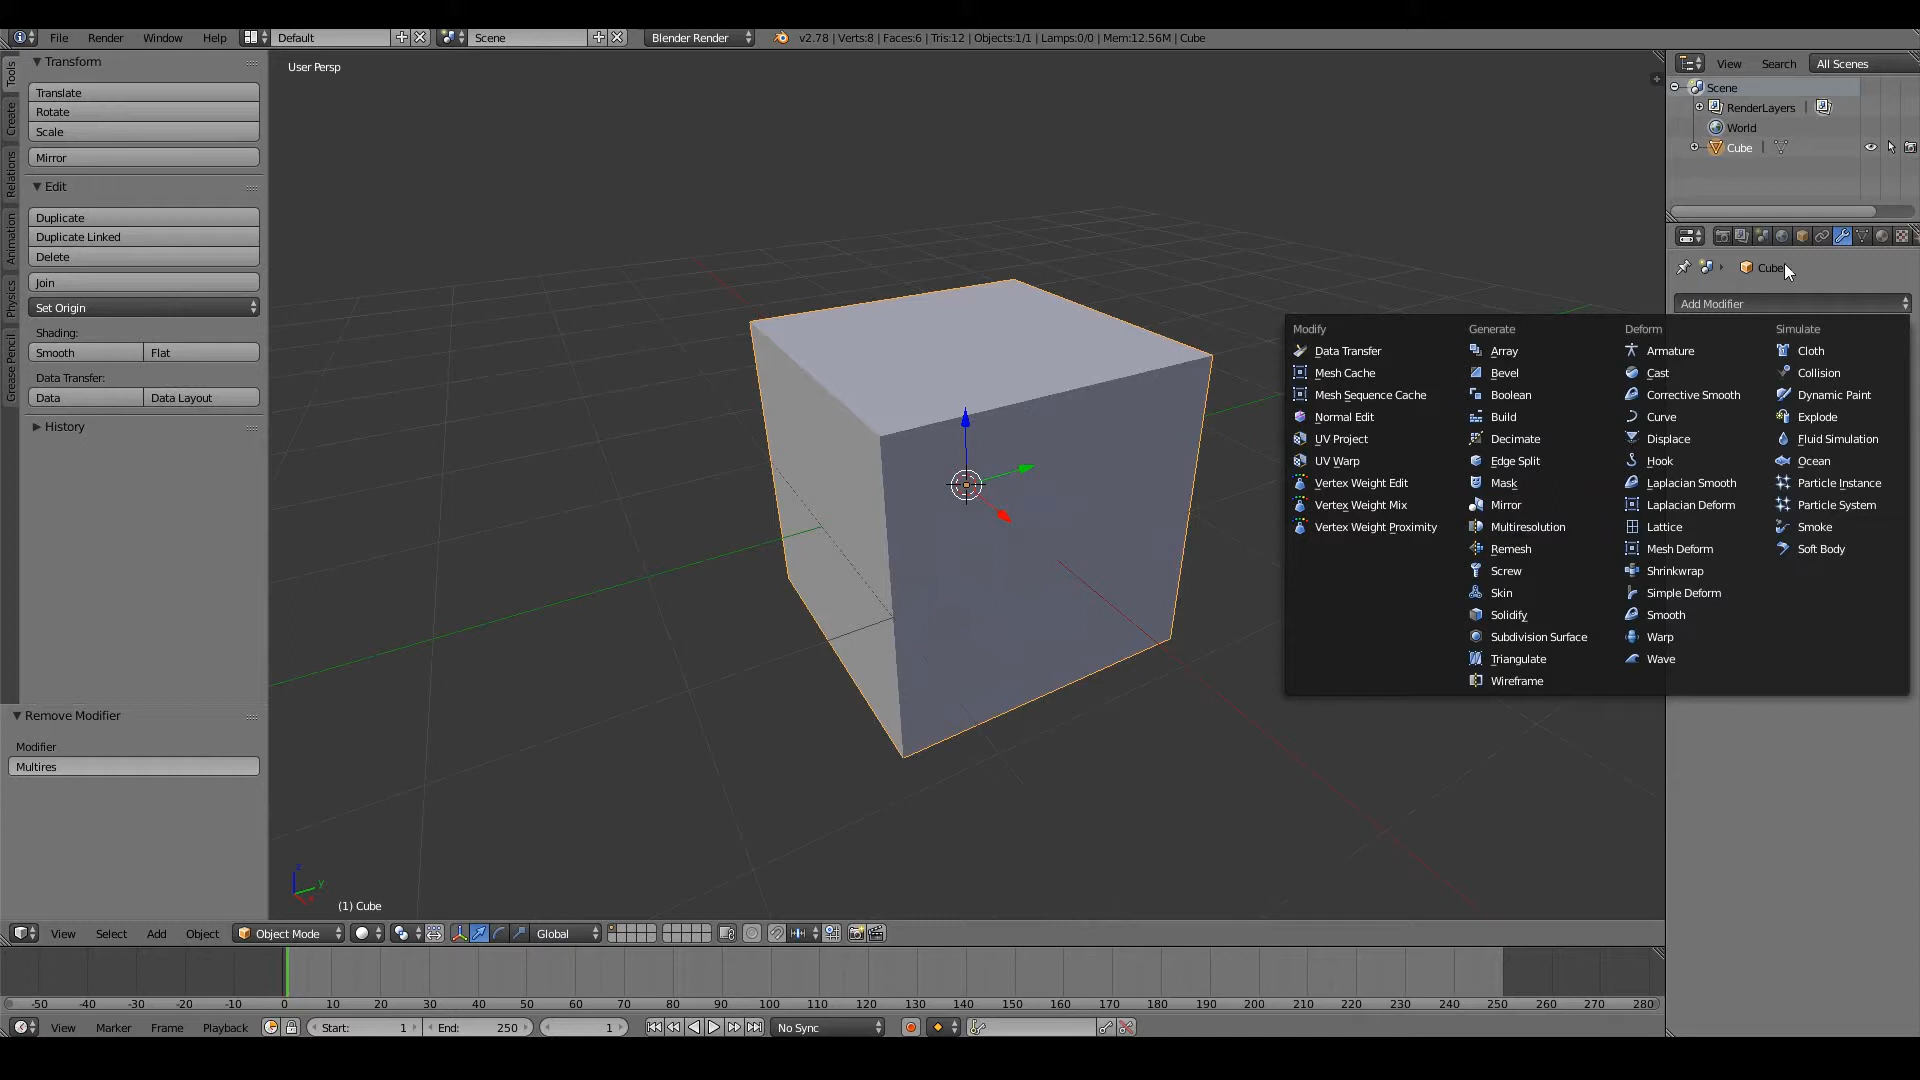 File Render Window Help Default Scene Blender Render v2.78 | Verts:8 | Faces:6 | Tris:12 | Objects:1/1 | Lamps:0/0 | Mem:12.56M | Cube
Tools
Create
Relations
Animation
Physics
Grease Pencil
Transform
Translate
Rotate
Scale
Mirror
Edit
Duplicate
Duplicate Linked
Delete
Join
Set Origin
Shading:
Smooth Flat
Data Transfer:
Data Data Layout
History
Remove Modifier
Modifier
Multires
User Persp
z
y
(1) Cube
View Search All Scenes
Scene
RenderLayers |
World
Cube |
Cube
Add Modifier
Modify
Data Transfer
Mesh Cache
Mesh Sequence Cache
Normal Edit
UV Project
UV Warp
Vertex Weight Edit
Vertex Weight Mix
Vertex Weight Proximity
Generate
Array
Bevel
Boolean
Build
Decimate
Edge Split
Mask
Mirror
Multiresolution
Remesh
Screw
Skin
Solidify
Subdivision Surface
Triangulate
Wireframe
Deform
Armature
Cast
Corrective Smooth
Curve
Displace
Hook
Laplacian Smooth
Laplacian Deform
Lattice
Mesh Deform
Shrinkwrap
Simple Deform
Smooth
Warp
Wave
Simulate
Cloth
Collision
Dynamic Paint
Explode
Fluid Simulation
Ocean
Particle Instance
Particle System
Smoke
Soft Body
View Select Add Object Object Mode Global
-50 -40 -30 -20 -10 0 10 20 30 40 50 60 70 80 90 100 110 120 130 140 150 160 170 180 190 200 210 220 230 240 250 260 270 280
View Marker Frame Playback Start: 1 End: 250 1 No Sync